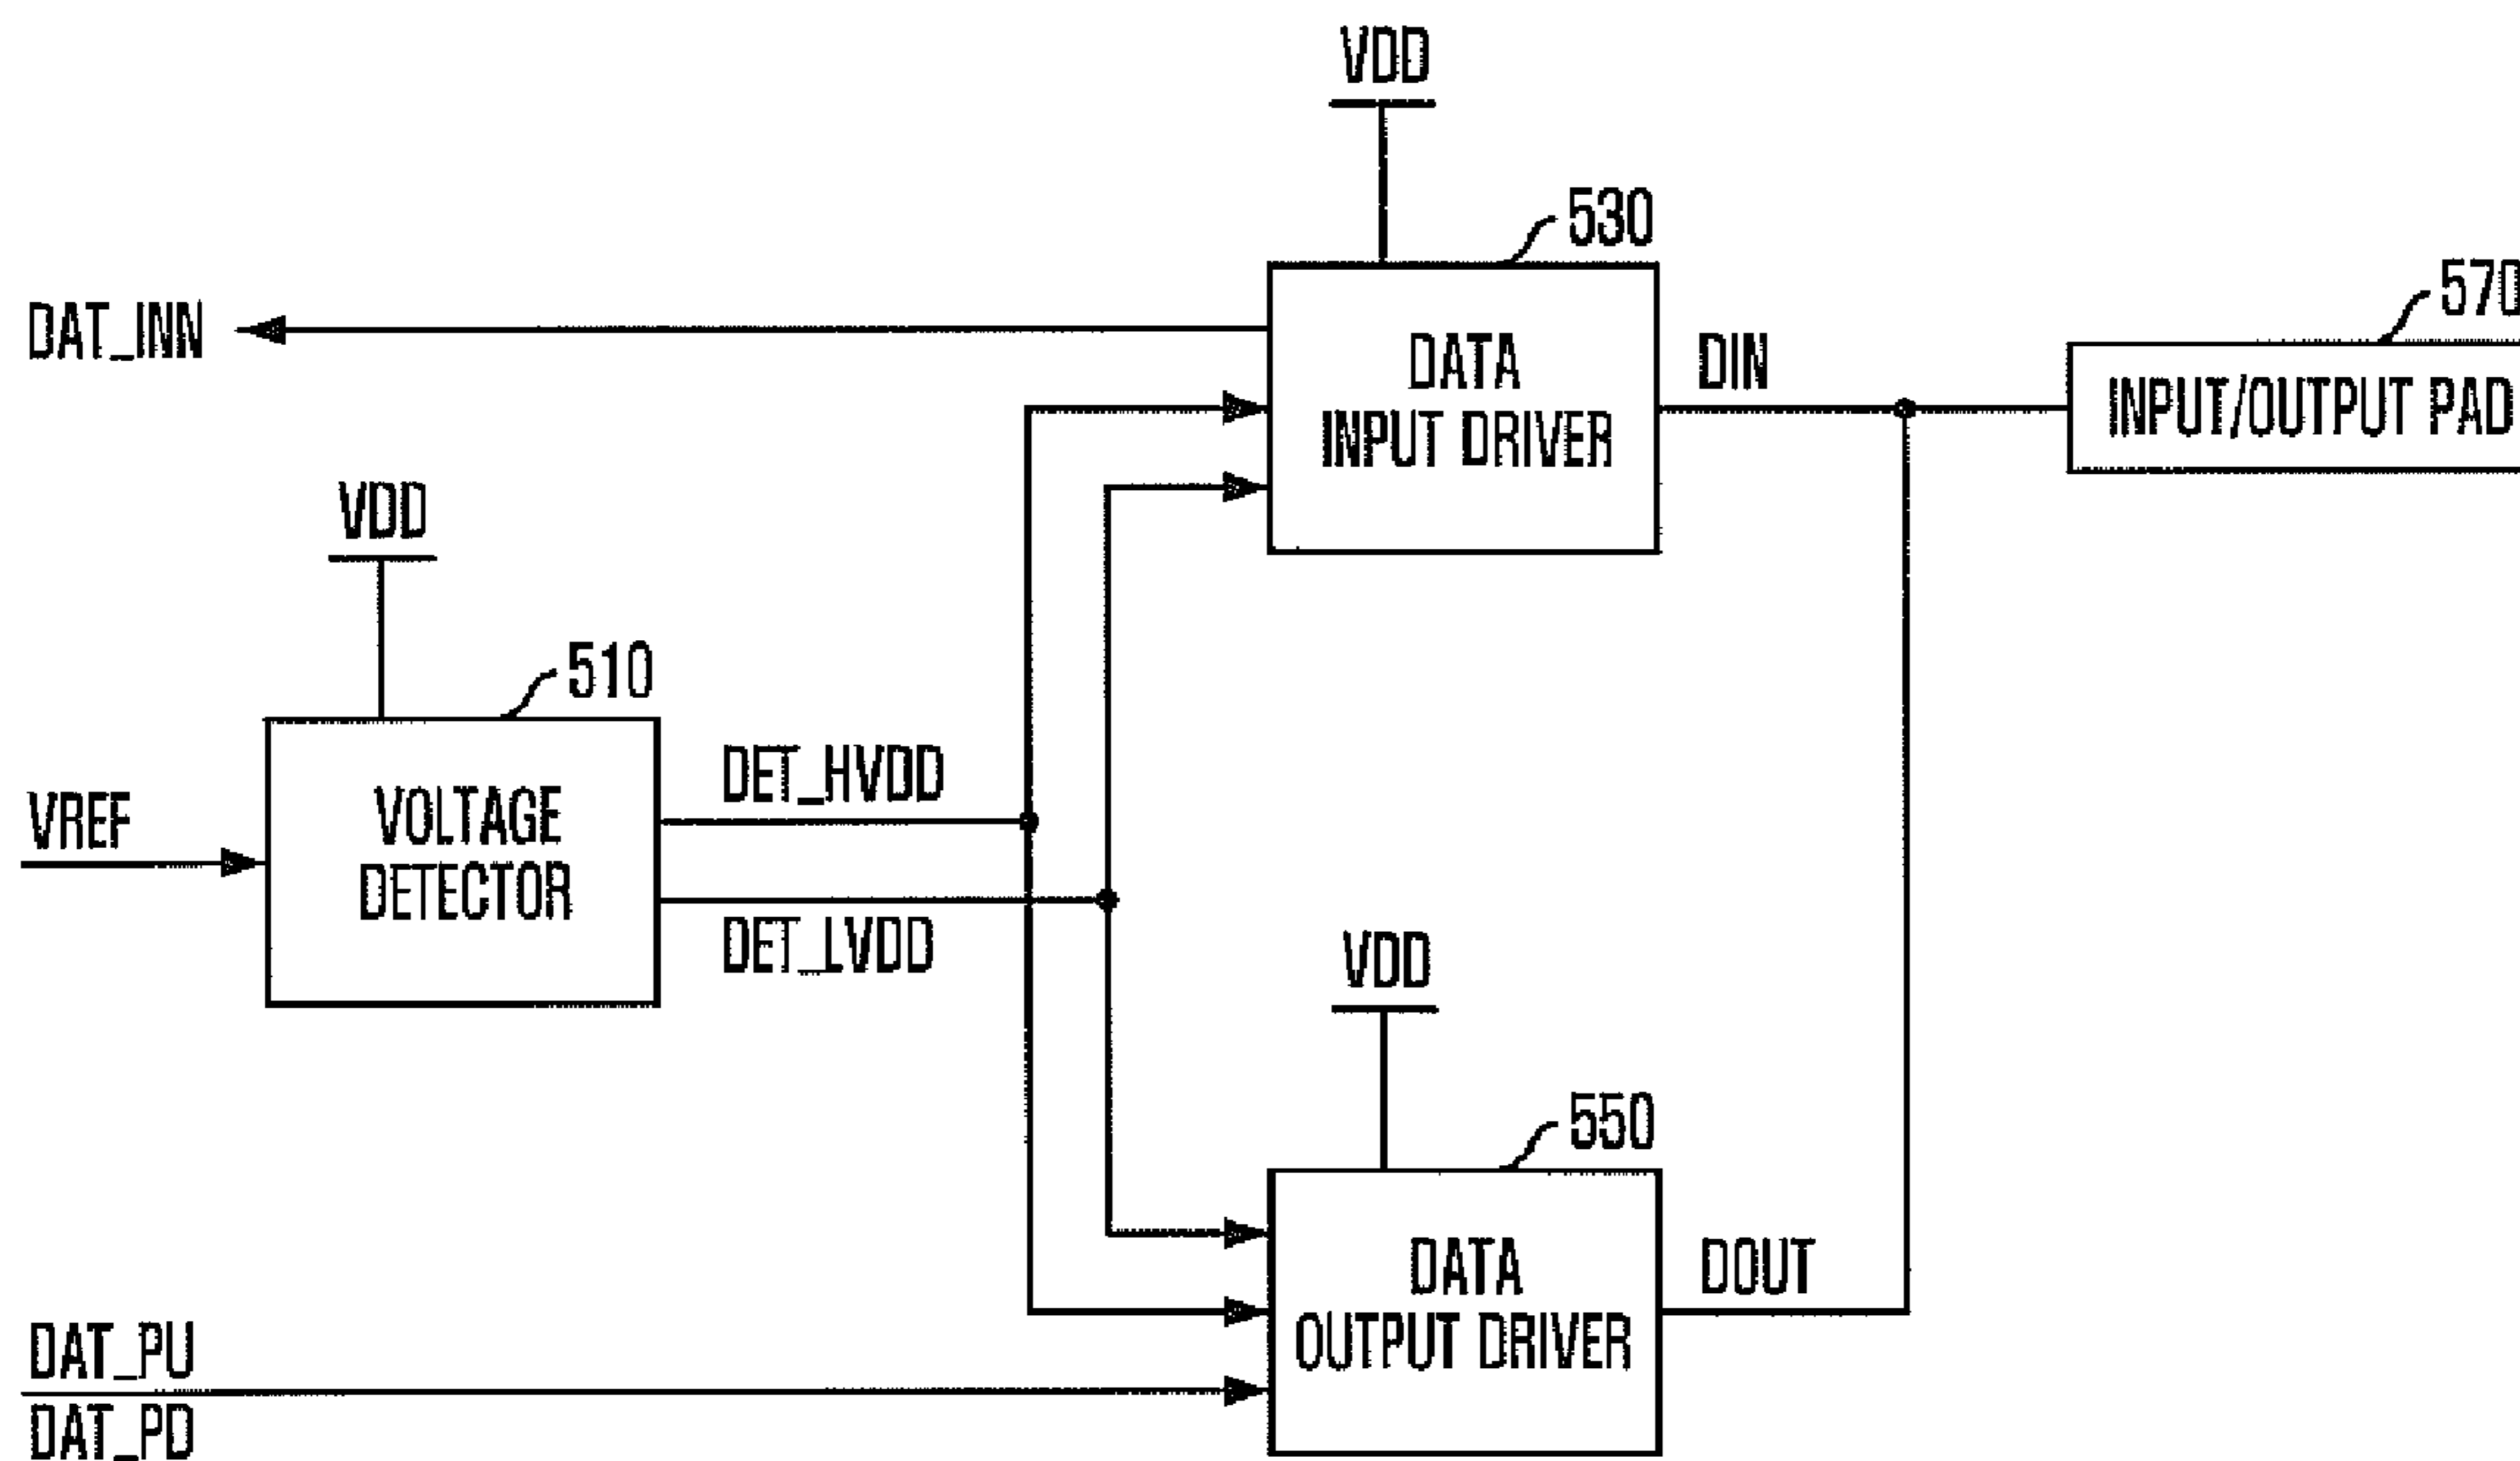 VDD
530
570
DAT_INN
DATA
INPUT DRIVER
DIN
INPUT/OUTPUT PAD
VDD
510
VREF
VOLTAGE
DETECTOR
DET_HVDD
DET_LVDD
VDD
550
DATA
OUTPUT DRIVER
DOUT
DAT_PU
DAT_PD